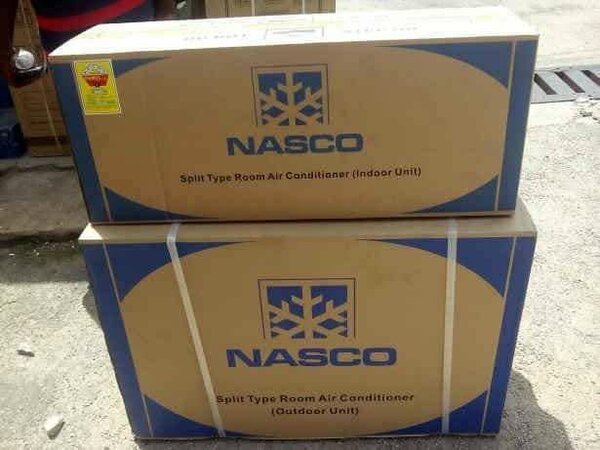 NASCO
Split Type Room Air Conditioner (Indoor Unit)
NASCO
Split Type Room Air Conditioner
(Outdoor Unit)